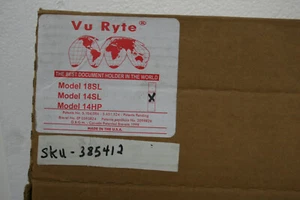 Vu Ryte®
THE BEST DOCUMENT HOLDER IN THE WORLD
Model 18SL
Model 14SL
Model 14HP
MADE IN THE U.S.A.
SKU - 385412